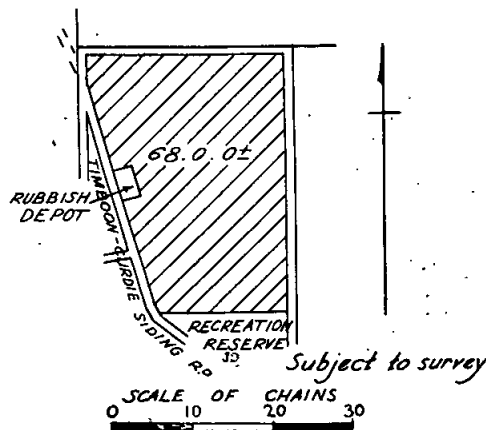 68.0.0±
RUBBISH
DEPOT
TIMBOON-CURDIE SIDING RD
RECREATION
RESERVE
Subject to survey
SCALE OF CHAINS
0 10 20 30